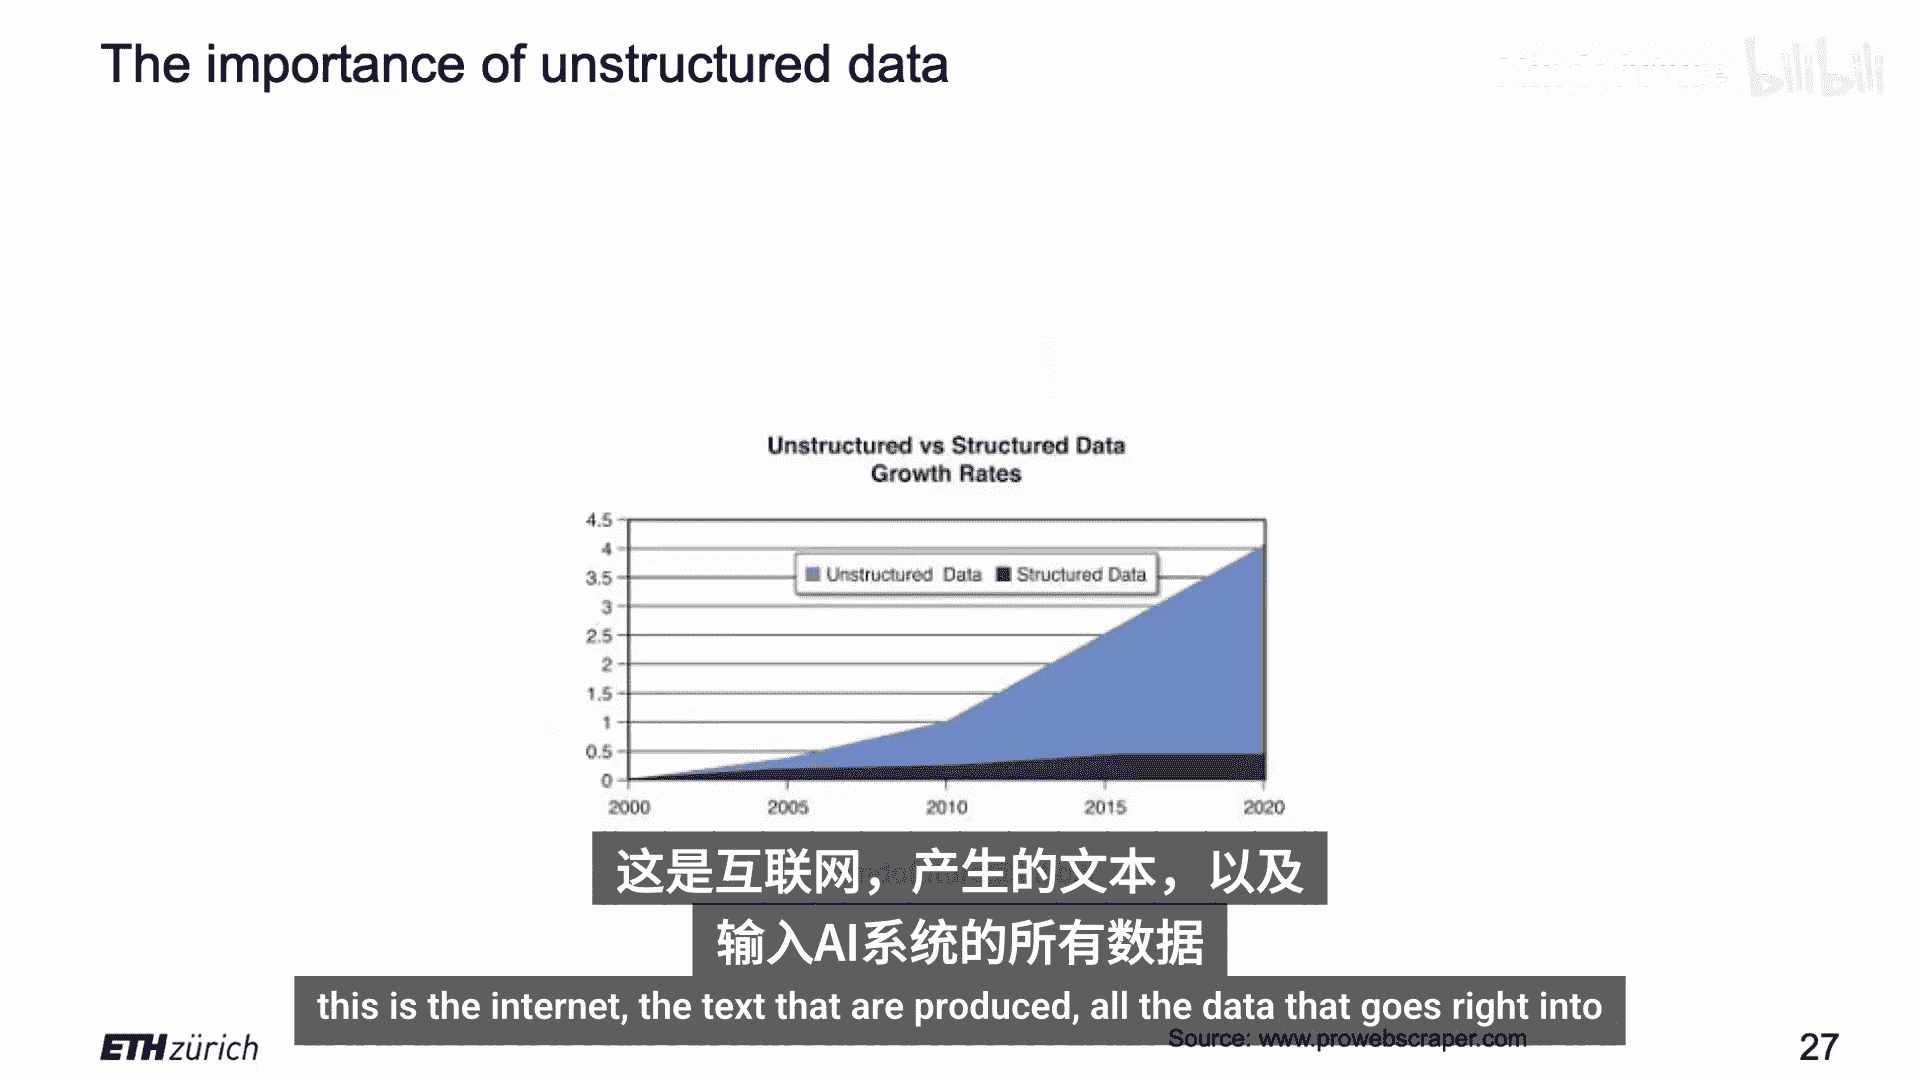 The importance of unstructured data
bilibili
Unstructured vs Structured Data
Growth Rates
4.5
4
3.5
3
2.5
2
1.5
1
0.5
0
Unstructured Data Structured Data
2000 2005 2010 2015 2020
这是互联网，产生的文本，以及
输入AI系统的所有数据
this is the internet, the text that are produced, all the data that goes right into
Source: www.prowebscraper.com
ETH zürich
27